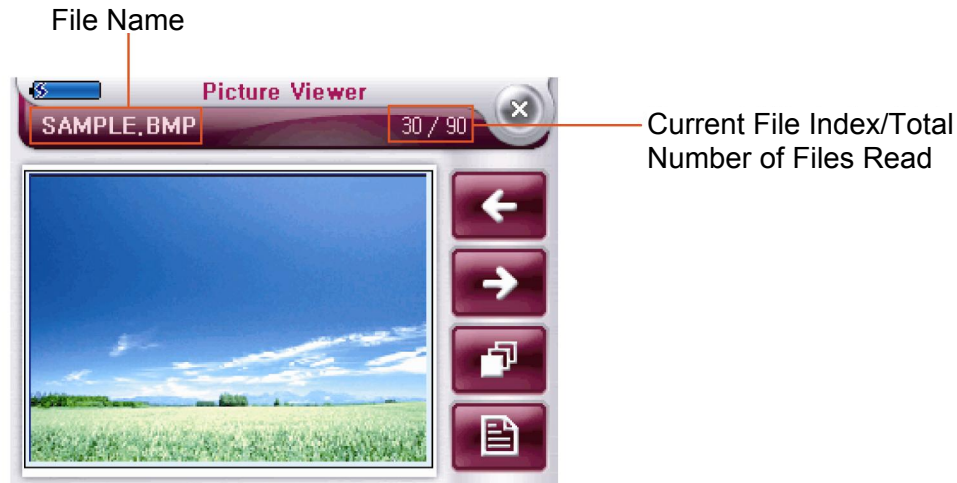 File Name
Picture Viewer
SAMPLE.BMP
30 / 90
Current File Index/Total
Number of Files Read